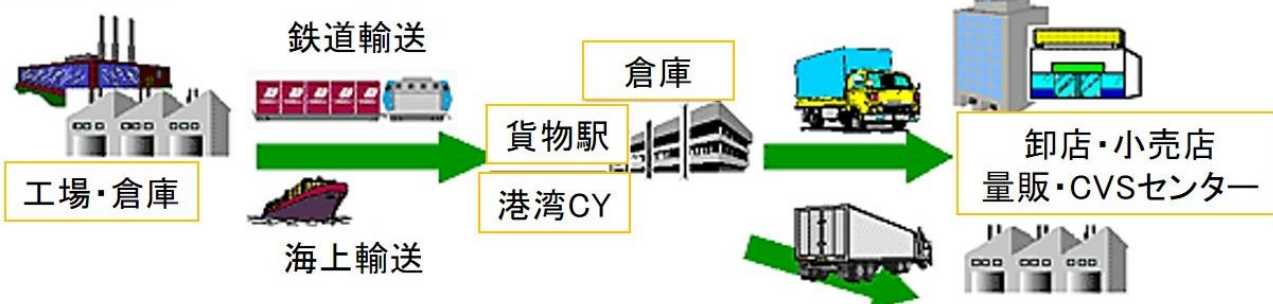 鉄道輸送
倉庫
工場・倉庫
貨物駅
港湾CY
海上輸送
卸店・小売店
量販・CVSセンター